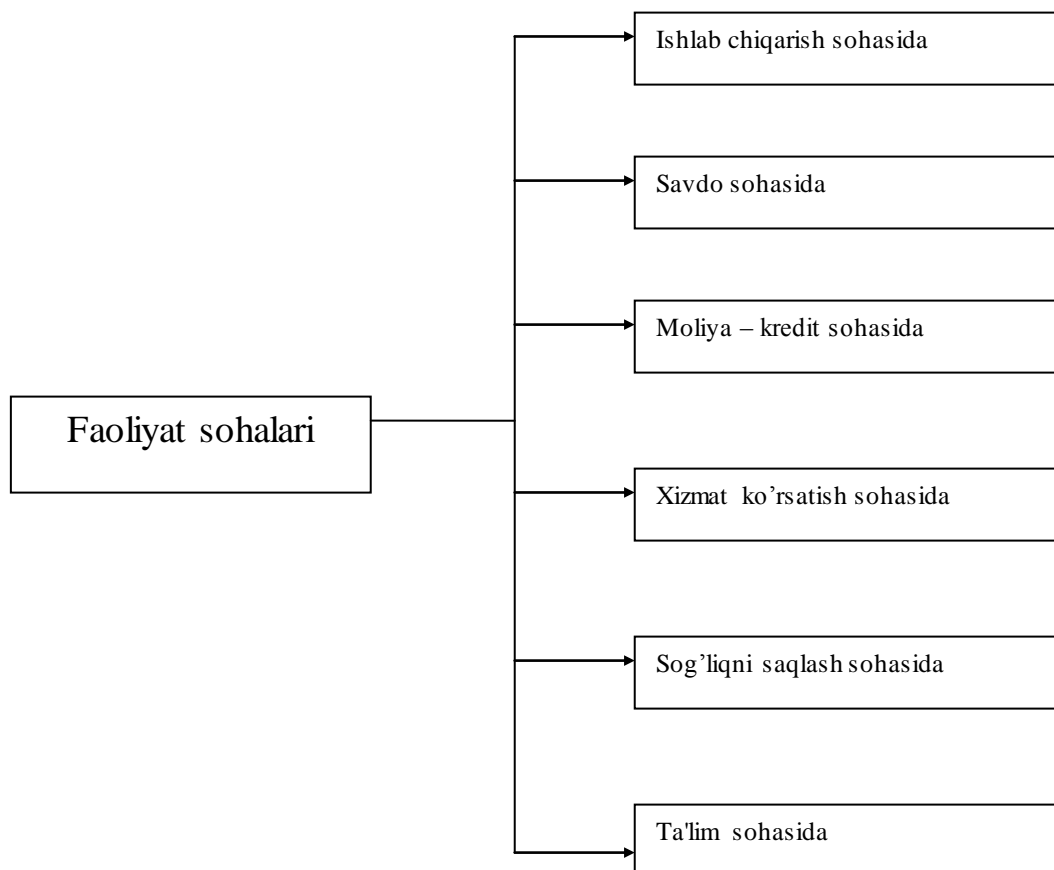 Ishlab chiqarish sohasida
Savdo sohasida
Moliya – kredit sohasida
Faoliyat sohalari
Xizmat ko’rsatish sohasida
Sog’liqni saqlash sohasida
Ta'lim sohasida